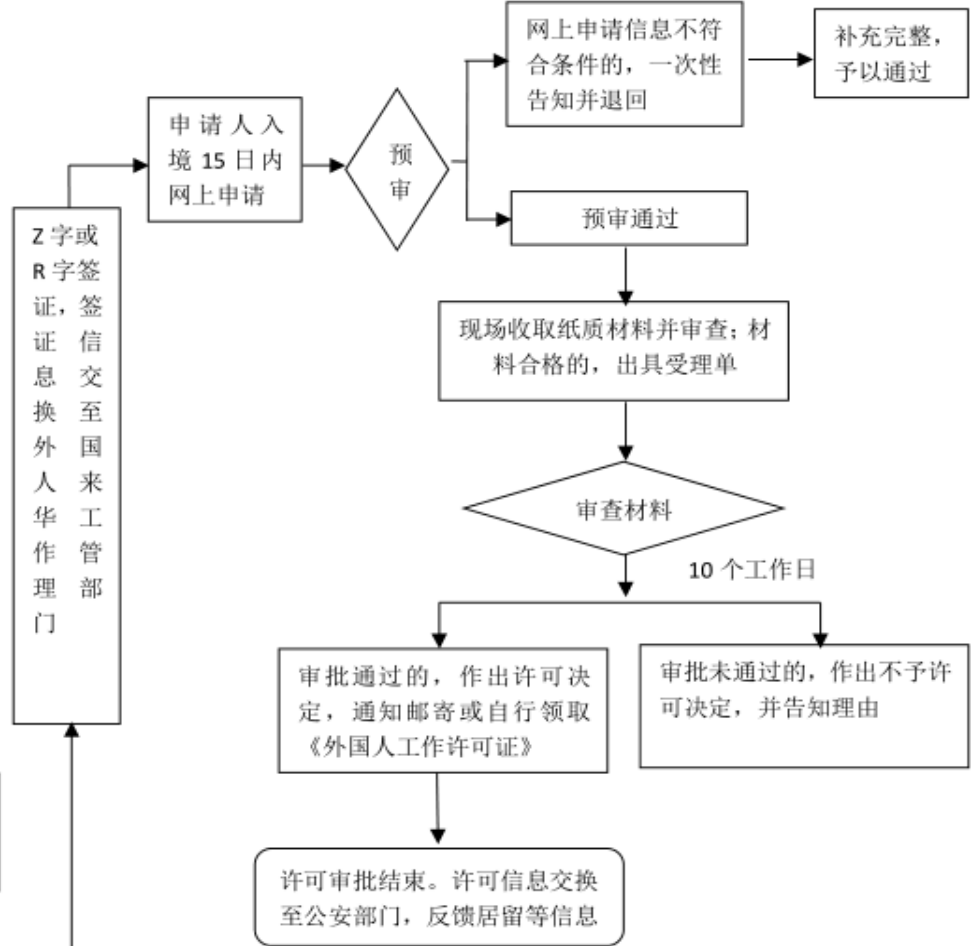 网上申请信息不符
合条件的，一次性
告知并退回
补充完整，
予以通过
申请人入
境 15 日内
网上申请
预
审
预审通过
Z 字或
R 字签
证，签
证信
息交
换至
外国
人来
华工
作管
理部
门
现场收取纸质材料并审查；材
料合格的，出具受理单
审查材料
10 个工作日
审批通过的，作出许可决
定，通知邮寄或自行领取
《外国人工作许可证》
审批未通过的，作出不予许
可决定，并告知理由
许可审批结束。许可信息交换
至公安部门，反馈居留等信息